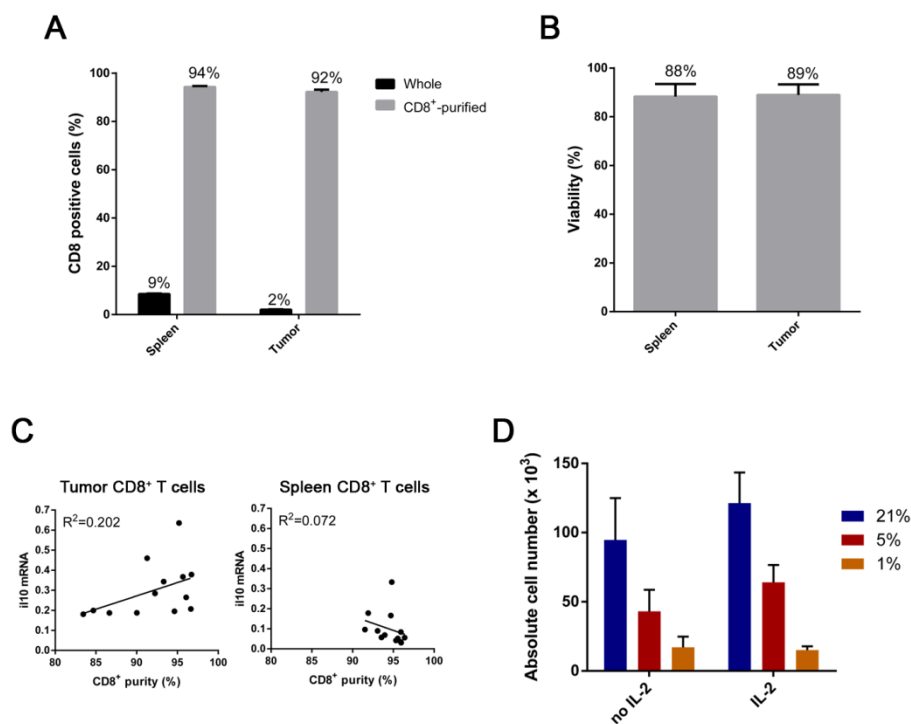 A
CD8 positive cells (%)
100
80
60
40
20
0
9%
94%
2%
92%
Spleen
Tumor
Whole
CD8⁺-purified
B
Viability (%)
100
80
60
40
20
0
88%
89%
Spleen
Tumor
C
Tumor CD8⁺ T cells
R²=0.202
il10 mRNA
0.7
0.6
0.5
0.4
0.3
0.2
0.1
0.0
80 85 90 95 100
CD8⁺ purity (%)
Spleen CD8⁺ T cells
R²=0.072
il10 mRNA
0.7
0.6
0.5
0.4
0.3
0.2
0.1
0.0
80 85 90 95 100
CD8⁺ purity (%)
D
Absolute cell number (x 10³)
150
100
50
0
no IL-2
IL-2
21%
5%
1%